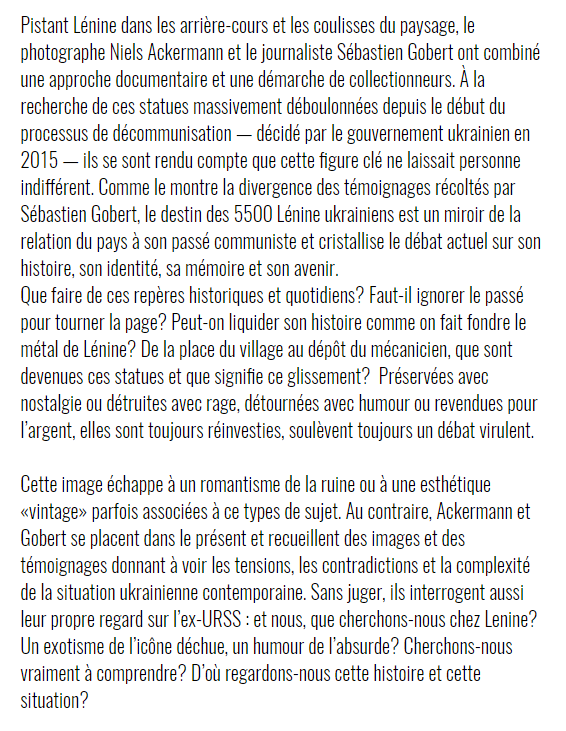 Pistant Lénine dans les arrière-cours et les coulisses du paysage, le
photographe Niels Ackermann et le journaliste Sébastien Gobert ont combiné
une approche documentaire et une démarche de collectionneurs. À la
recherche de ces statues massivement déboulonnées depuis le début du
processus de décommunisation — décidé par le gouvernement ukrainien en
2015 — ils se sont rendu compte que cette figure clé ne laissait personne
indifférent. Comme le montre la divergence des témoignages récoltés par
Sébastien Gobert, le destin des 5500 Lénine ukrainiens est un miroir de la
relation du pays à son passé communiste et cristallise le débat actuel sur son
histoire, son identité, sa mémoire et son avenir.
Que faire de ces repères historiques et quotidiens? Faut-il ignorer le passé
pour tourner la page? Peut-on liquider son histoire comme on fait fondre le
métal de Lénine? De la place du village au dépôt du mécanicien, que sont
devenues ces statues et que signifie ce glissement?  Préservées avec
nostalgie ou détruites avec rage, détournées avec humour ou revendues pour
l'argent, elles sont toujours réinvesties, soulèvent toujours un débat virulent.
Cette image échappe à un romantisme de la ruine ou à une esthétique
«vintage» parfois associées à ce types de sujet. Au contraire, Ackermann et
Gobert se placent dans le présent et recueillent des images et des
témoignages donnant à voir les tensions, les contradictions et la complexité
de la situation ukrainienne contemporaine. Sans juger, ils interrogent aussi
leur propre regard sur l'ex-URSS : et nous, que cherchons-nous chez Lenine?
Un exotisme de l'icône déchue, un humour de l'absurde? Cherchons-nous
vraiment à comprendre? D'où regardons-nous cette histoire et cette
situation?